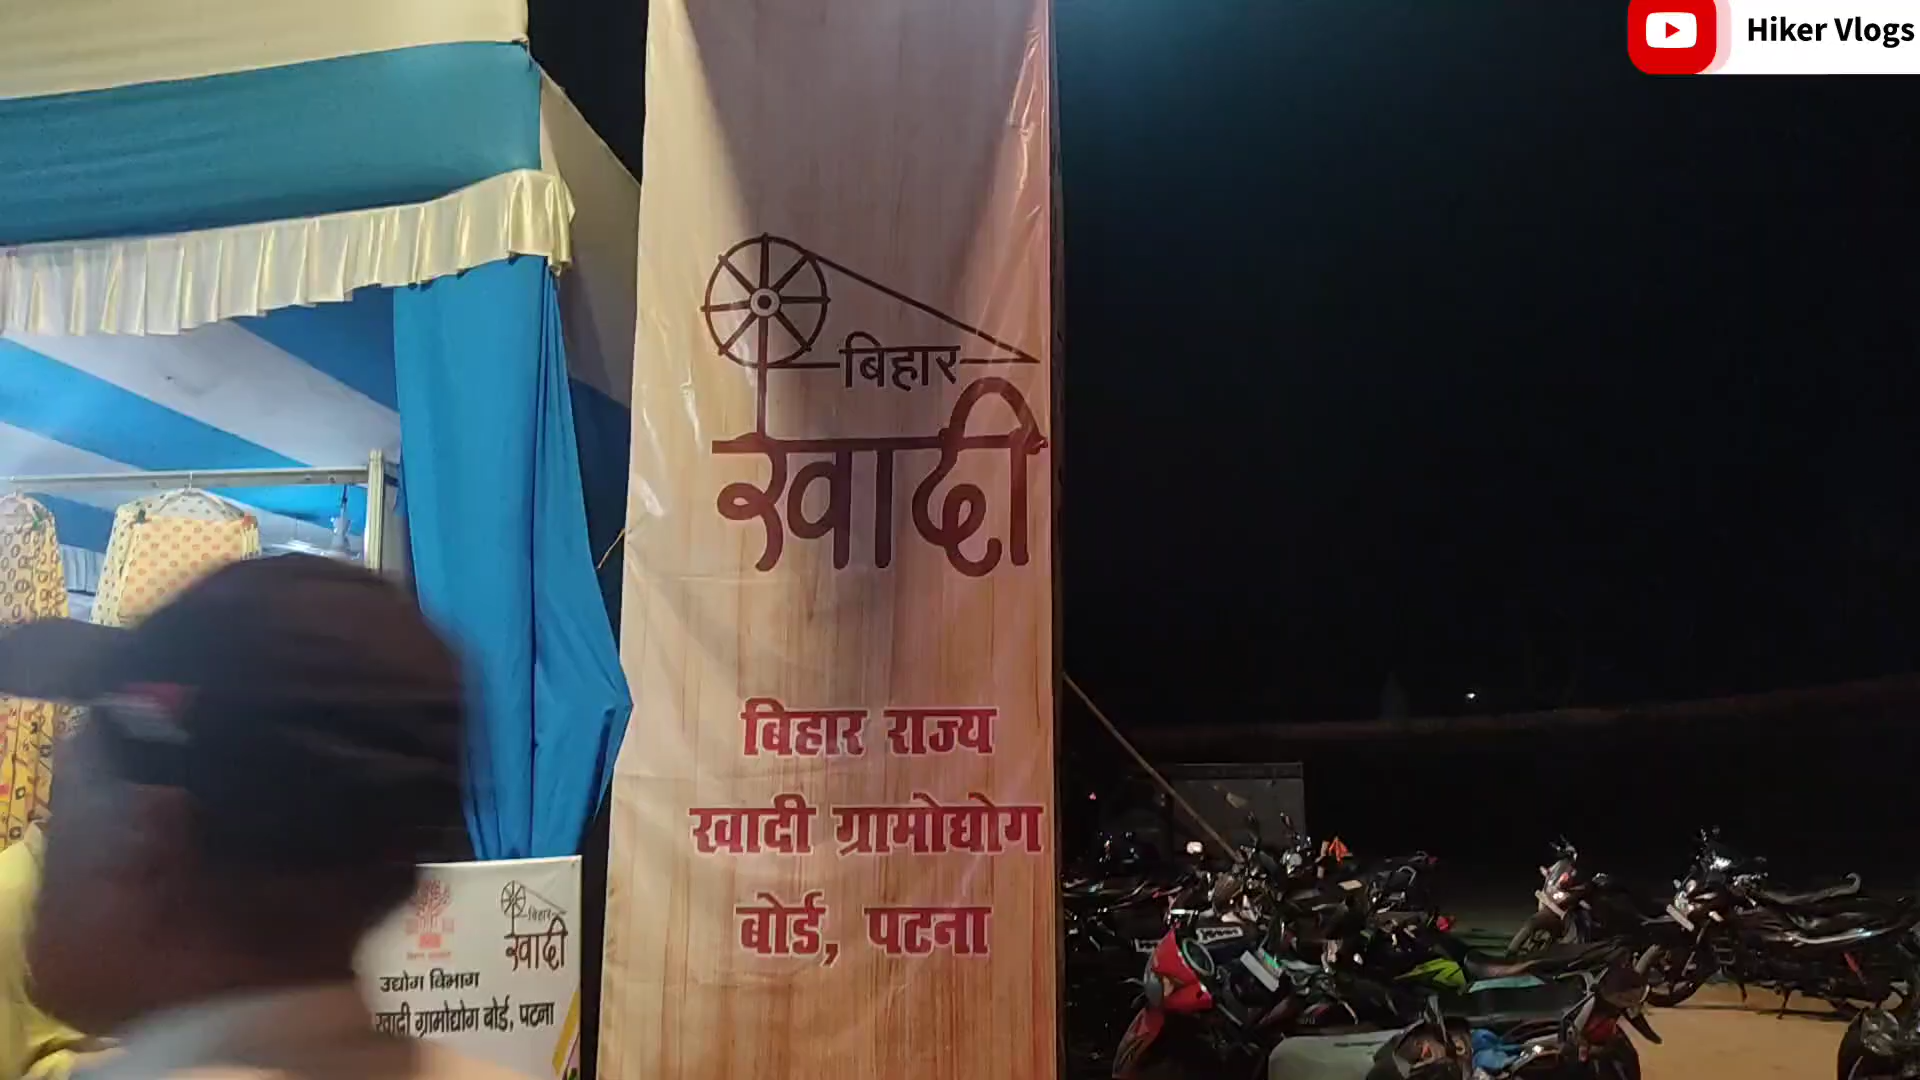 Hiker Vlogs
बिहार
खादी
बिहार राज्य
खादी ग्रामोद्योग
बोर्ड, पटना
बिहार
खादी
उद्योग विभाग
खादी ग्रामोद्योग बोर्ड, पटना